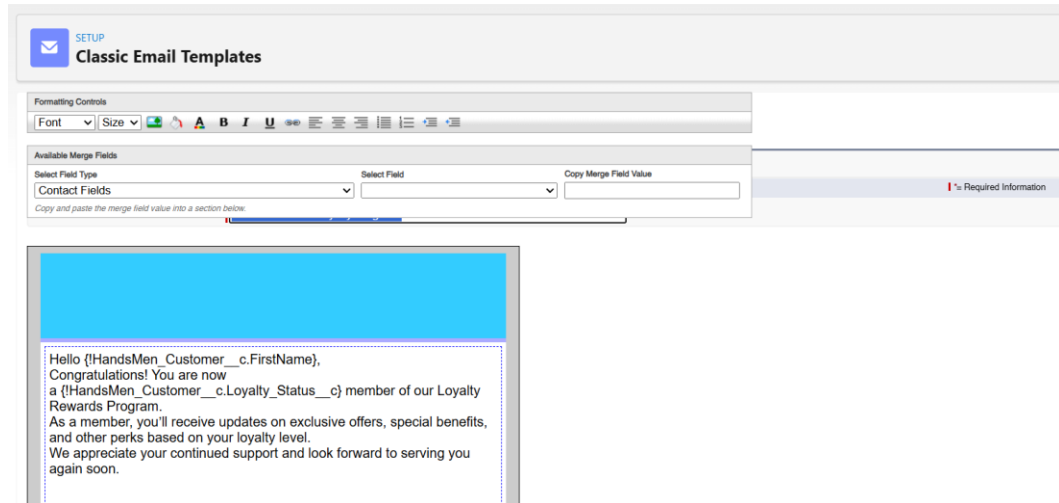 SETUP
Classic Email Templates
Formatting Controls
Font Size A B I U
Available Merge Fields
Select Field Type Select Field Copy Merge Field Value
Contact Fields
Copy and paste the merge field value into a section below.
*= Required Information
Hello {!HandsMen_Customer__c.FirstName},
Congratulations! You are now
a {!HandsMen_Customer__c.Loyalty_Status__c} member of our Loyalty
Rewards Program.
As a member, you'll receive updates on exclusive offers, special benefits,
and other perks based on your loyalty level.
We appreciate your continued support and look forward to serving you
again soon.